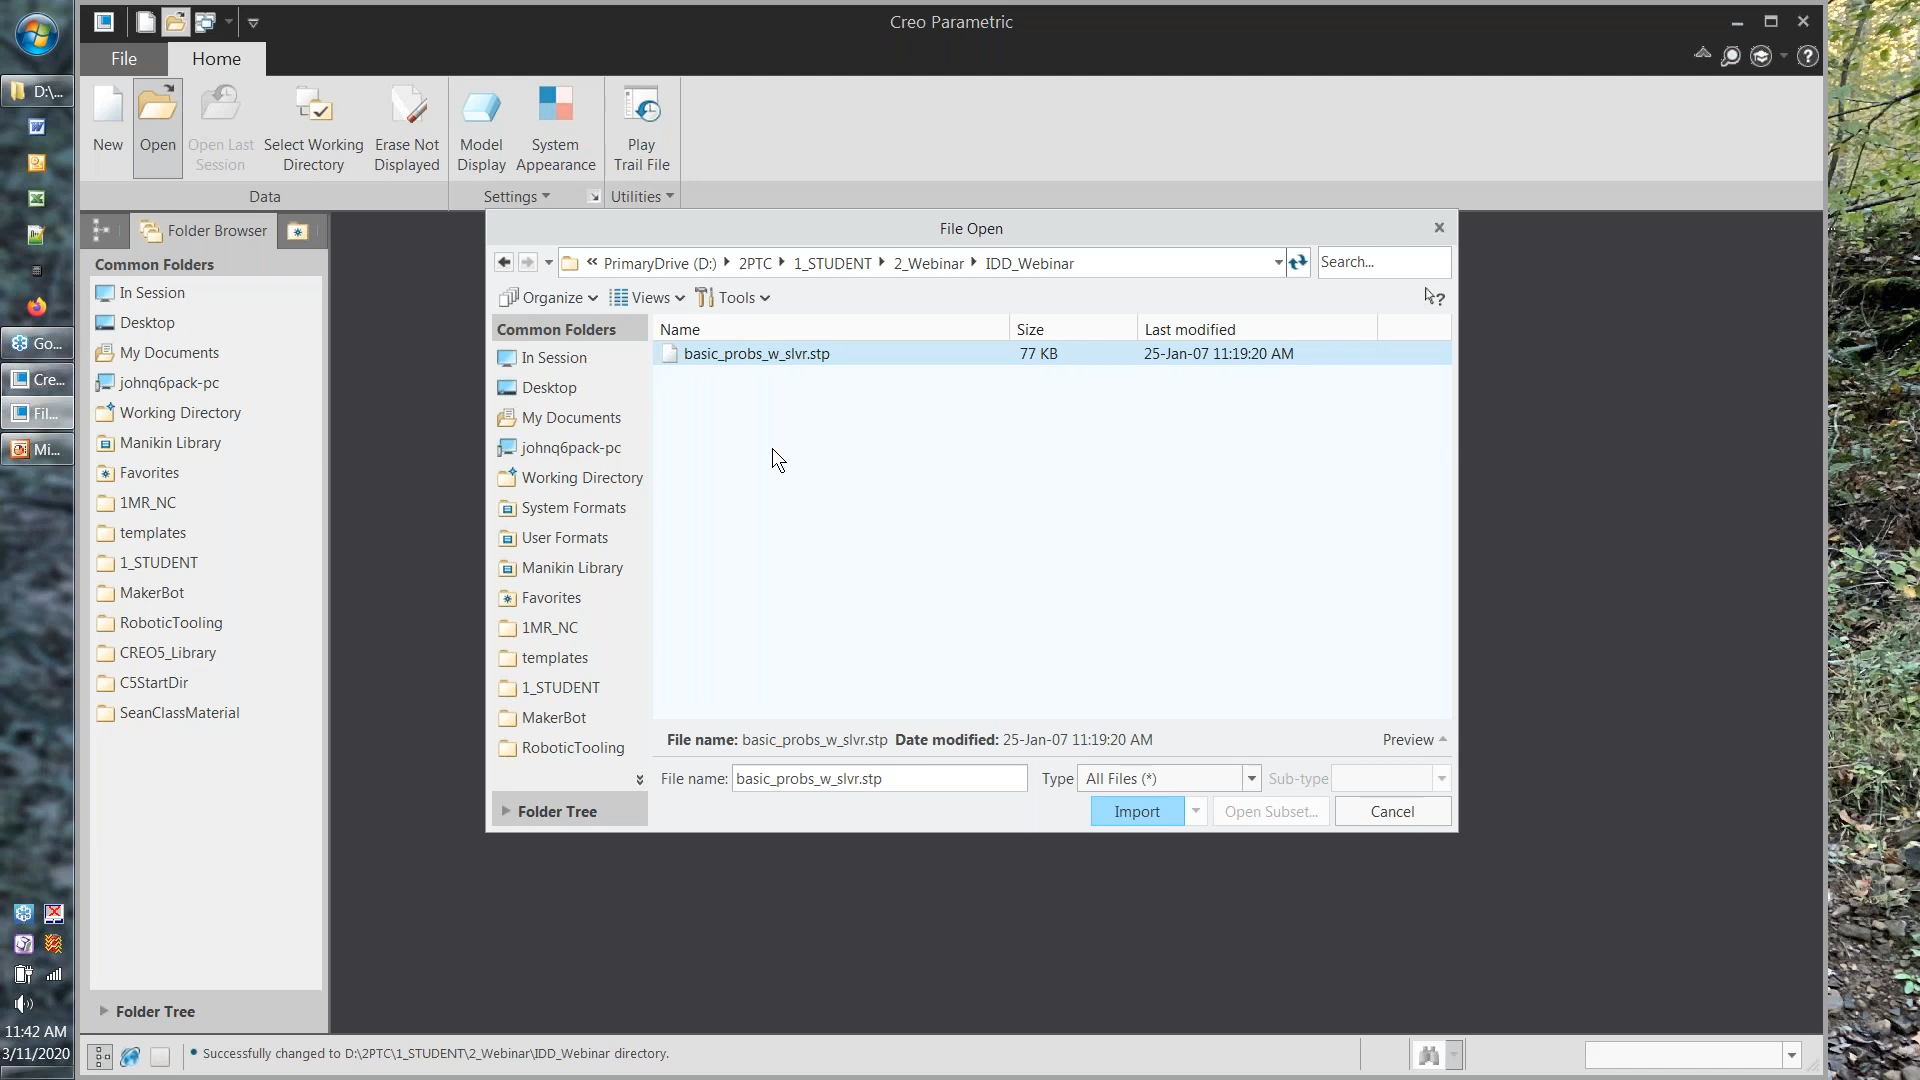 Creo Parametric
File
Home
New
Open
Open Last
Session
Select Working
Directory
Erase Not
Displayed
Model
Display
System
Appearance
Play
Trail File
Data
Settings
Utilities
D:\...
Go...
Cre...
Fil...
Mi...
11:42 AM
3/11/2020
Folder Browser
Common Folders
In Session
Desktop
My Documents
johnq6pack-pc
Working Directory
Manikin Library
Favorites
1MR_NC
templates
1_STUDENT
MakerBot
RoboticTooling
CREO5_Library
C5StartDir
SeanClassMaterial
Folder Tree
File Open
« PrimaryDrive (D:) 2PTC 1_STUDENT 2_Webinar IDD_Webinar
Search...
Organize
Views
Tools
Common Folders
In Session
Desktop
My Documents
johnq6pack-pc
Working Directory
System Formats
User Formats
Manikin Library
Favorites
1MR_NC
templates
1_STUDENT
MakerBot
RoboticTooling
Folder Tree
Name Size Last modified
basic_probs_w_slvr.stp 77 KB 25-Jan-07 11:19:20 AM
File name: basic_probs_w_slvr.stp Date modified: 25-Jan-07 11:19:20 AM
Preview
File name: basic_probs_w_slvr.stp
Type All Files (*)
Sub-type
Import
Open Subset...
Cancel
Successfully changed to D:\2PTC\1_STUDENT\2_Webinar\IDD_Webinar directory.